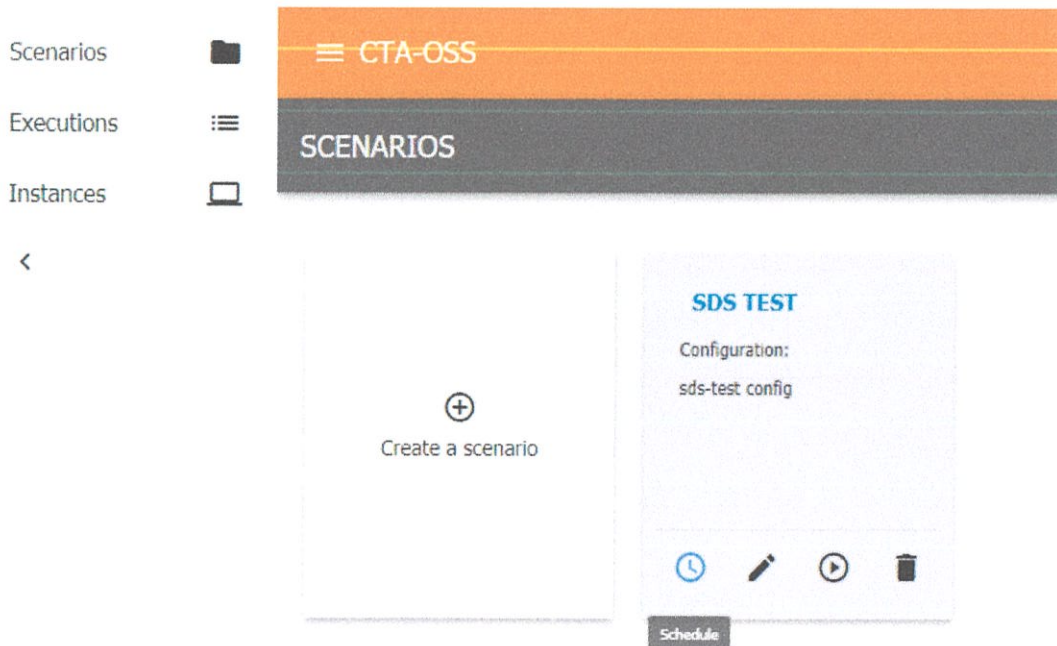 Scenarios
Executions
Instances
CTA-OSS
SCENARIOS
Create a scenario
SDS TEST
Configuration:
sds-test config
Schedule